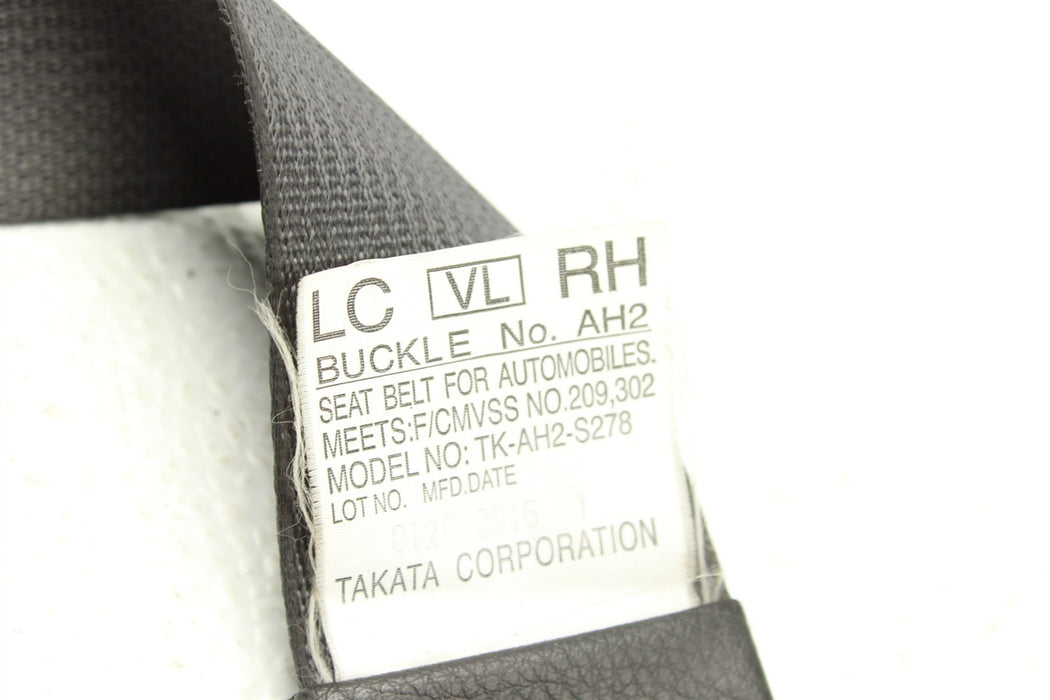 LC VL RH
BUCKLE No. AH2
SEAT BELT FOR AUTOMOBILES.
MEETS:F/CMVSS NO.209,302
MODEL NO: TK-AH2-S278
LOT NO. MFD.DATE
TAKATA CORPORATION